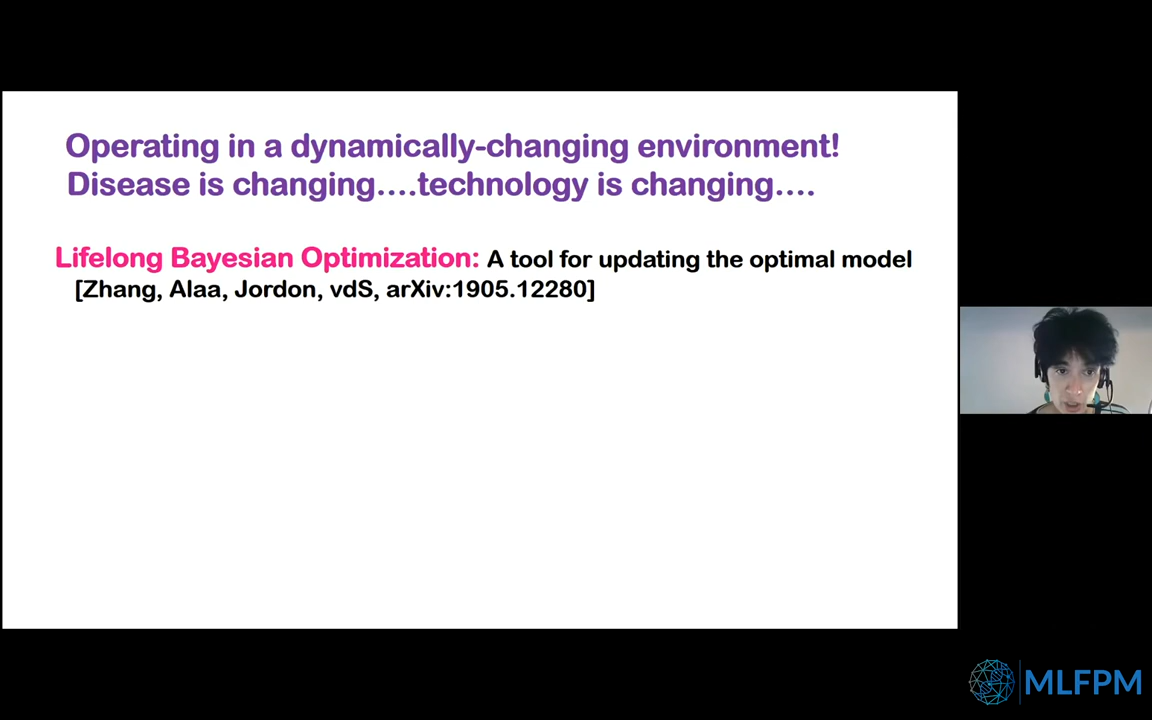 Operating in a dynamically-changing environment!
Disease is changing....technology is changing....
Lifelong Bayesian Optimization: A tool for updating the optimal model
[Zhang, Alaa, Jordon, vdS, arXiv:1905.12280]
MLFPM